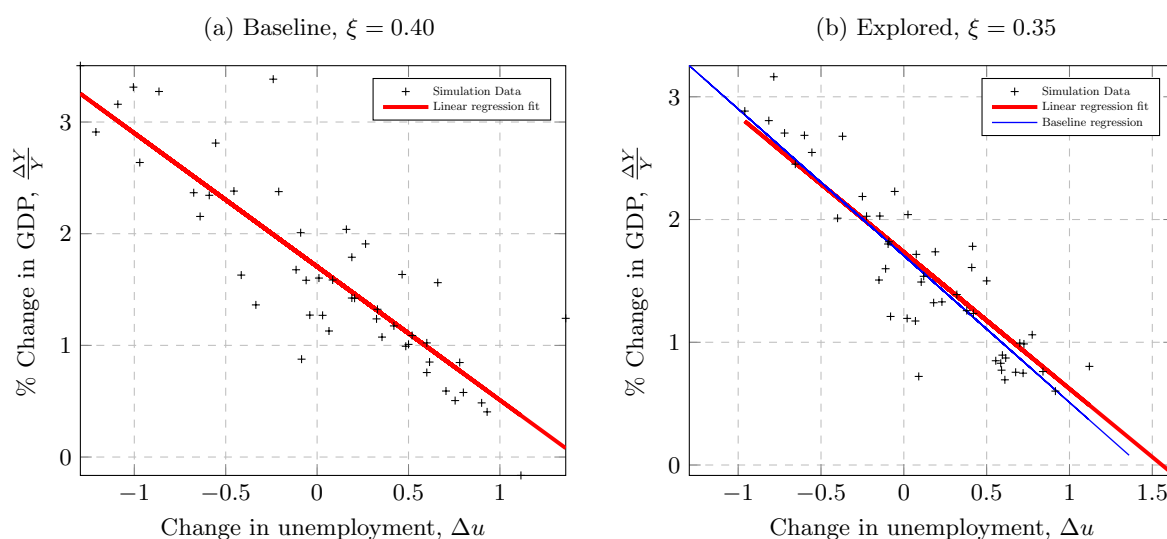 (a) Baseline, ξ = 0.40
Simulation Data
Linear regression fit
3
2
1
0
−1
−0.5
0
0.5
1
% Change in GDP, ΔY/Y
Change in unemployment, Δu
(b) Explored, ξ = 0.35
Simulation Data
Linear regression fit
Baseline regression
3
2
1
0
−1
−0.5
0
0.5
1
1.5
% Change in GDP, ΔY/Y
Change in unemployment, Δu